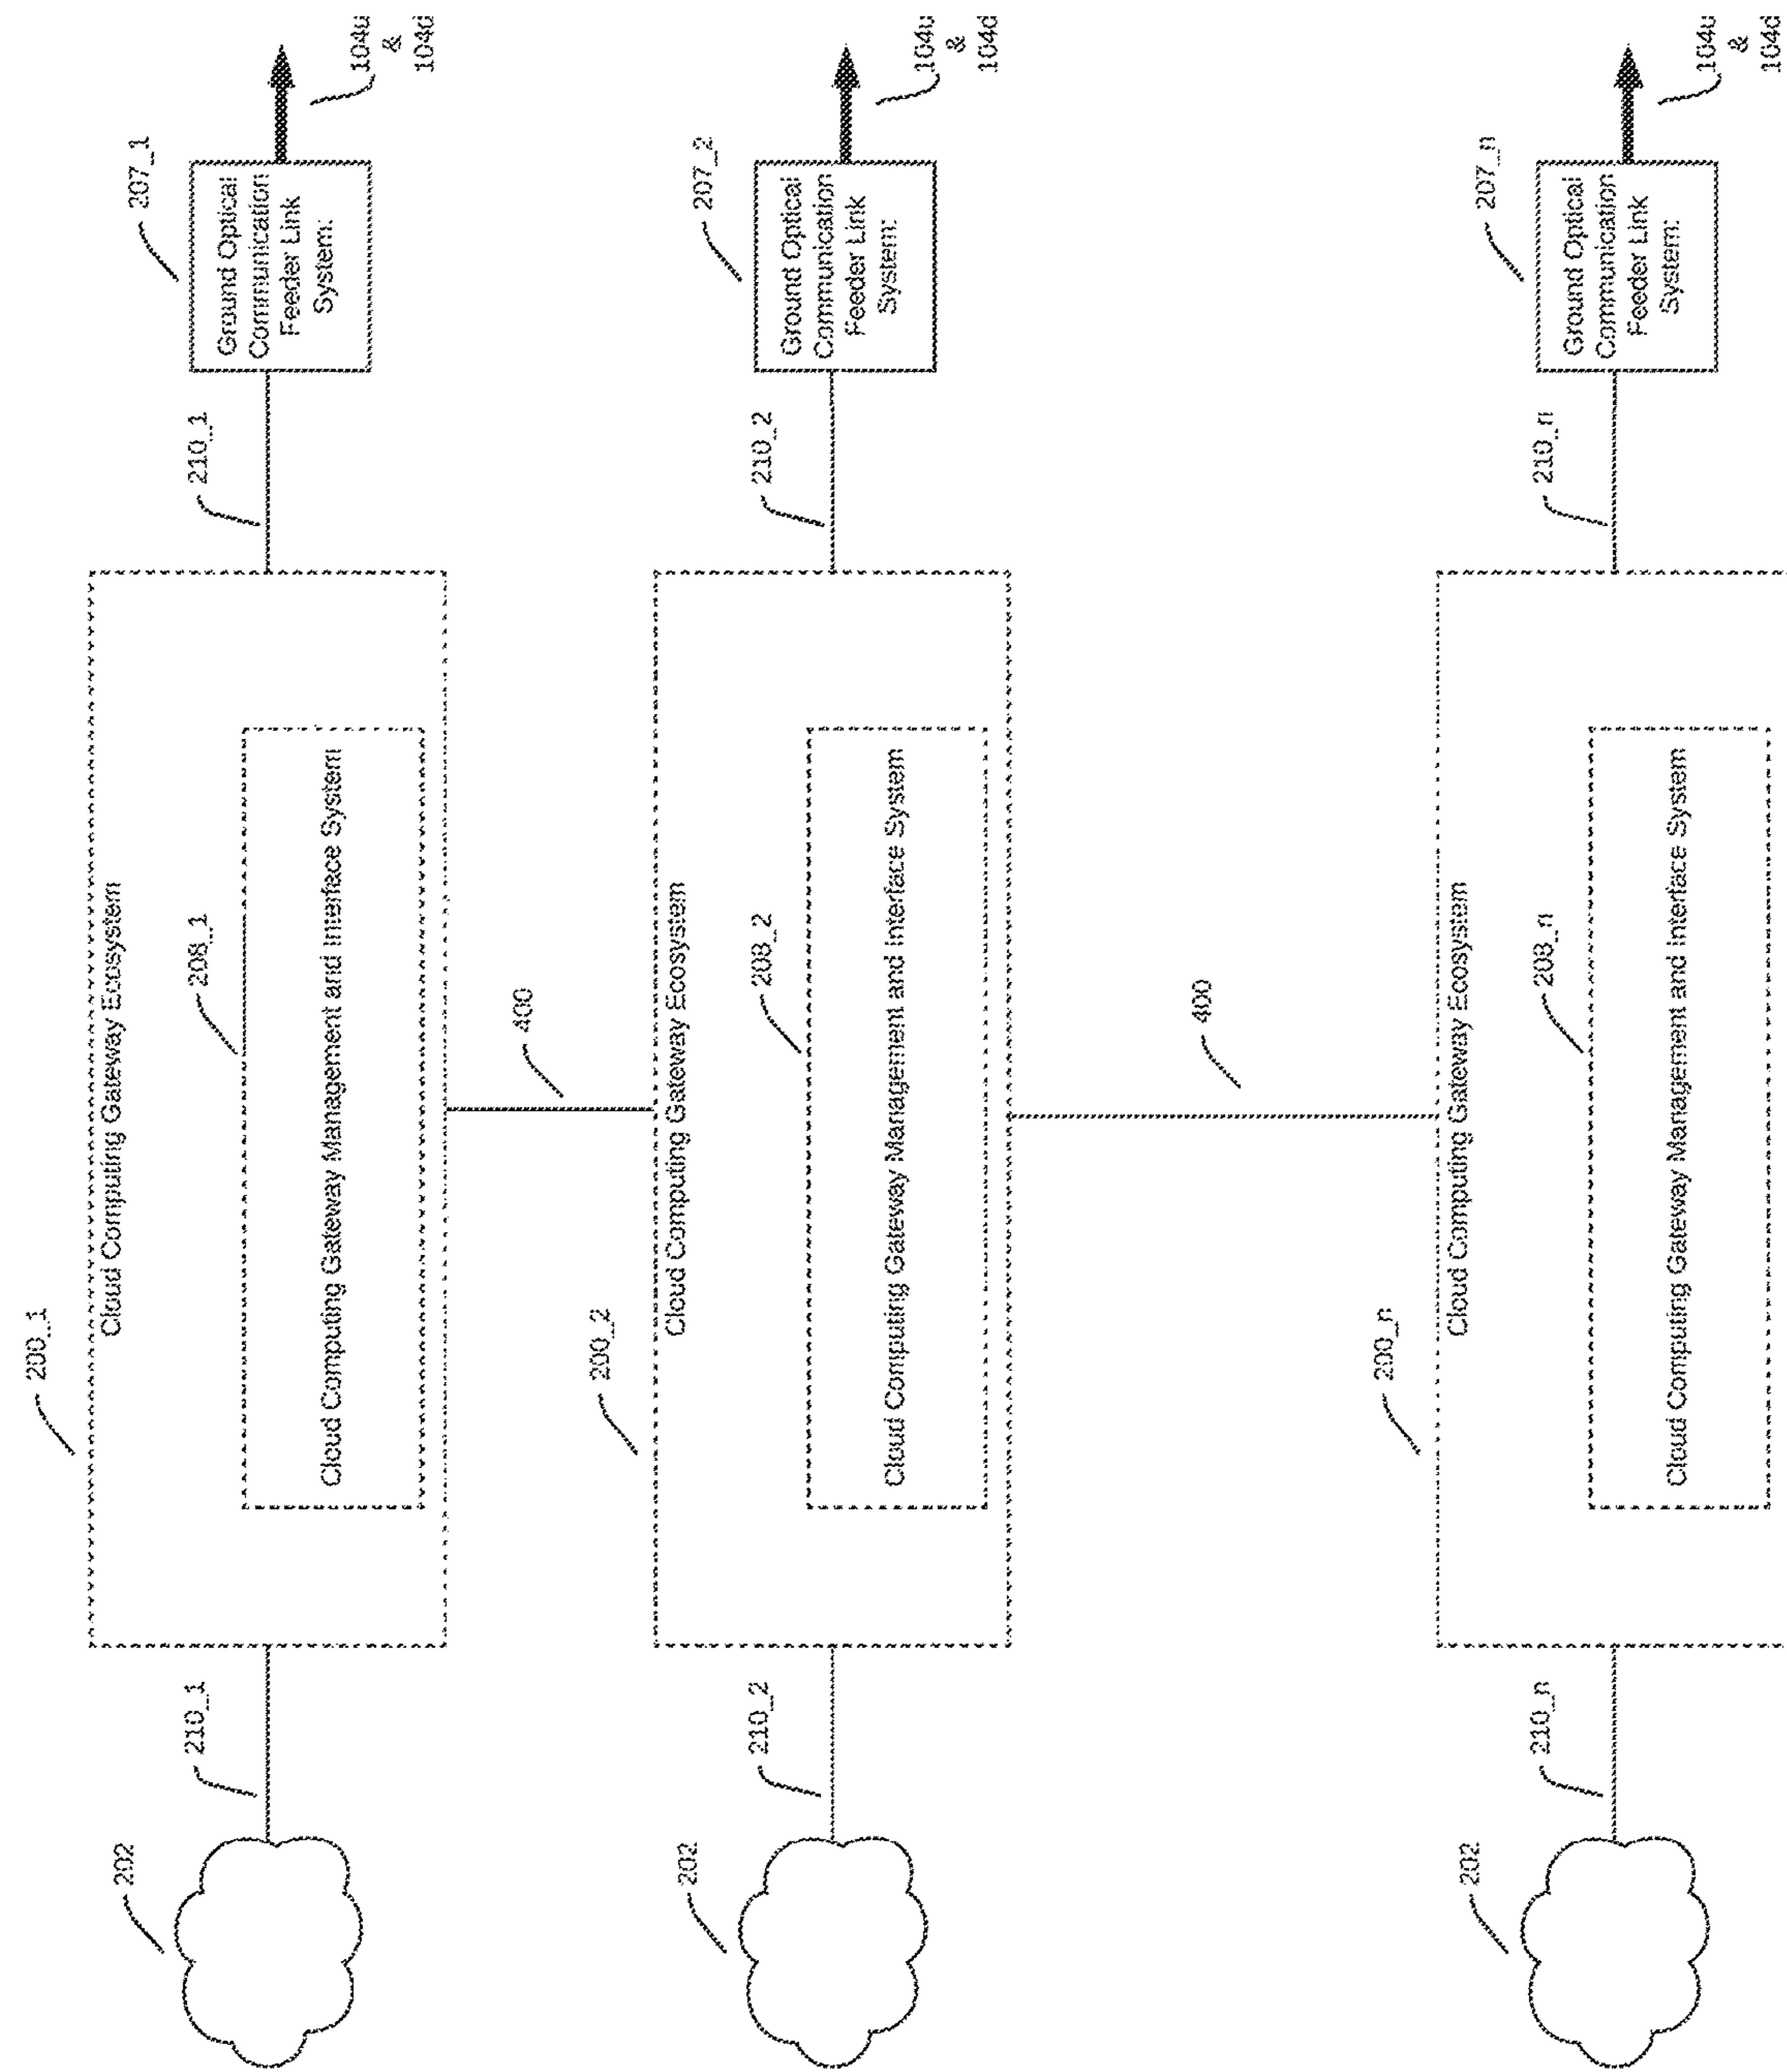 200_1
Cloud Computing Gateway Ecosystem
202
207_1
210_1
208_1
210_1
Cloud Computing Gateway Management and Interface System
Ground Optical
Communication
Feeder Link
System:
104u
&
104d
400
200_2
Cloud Computing Gateway Ecosystem
202
207_2
210_2
208_2
210_2
Cloud Computing Gateway Management and Interface System
Ground Optical
Communication
Feeder Link
System:
104u
&
104d
400
200_n
Cloud Computing Gateway Ecosystem
202
207_n
210_n
208_n
210_n
Cloud Computing Gateway Management and Interface System
Ground Optical
Communication
Feeder Link
System:
104u
&
104d